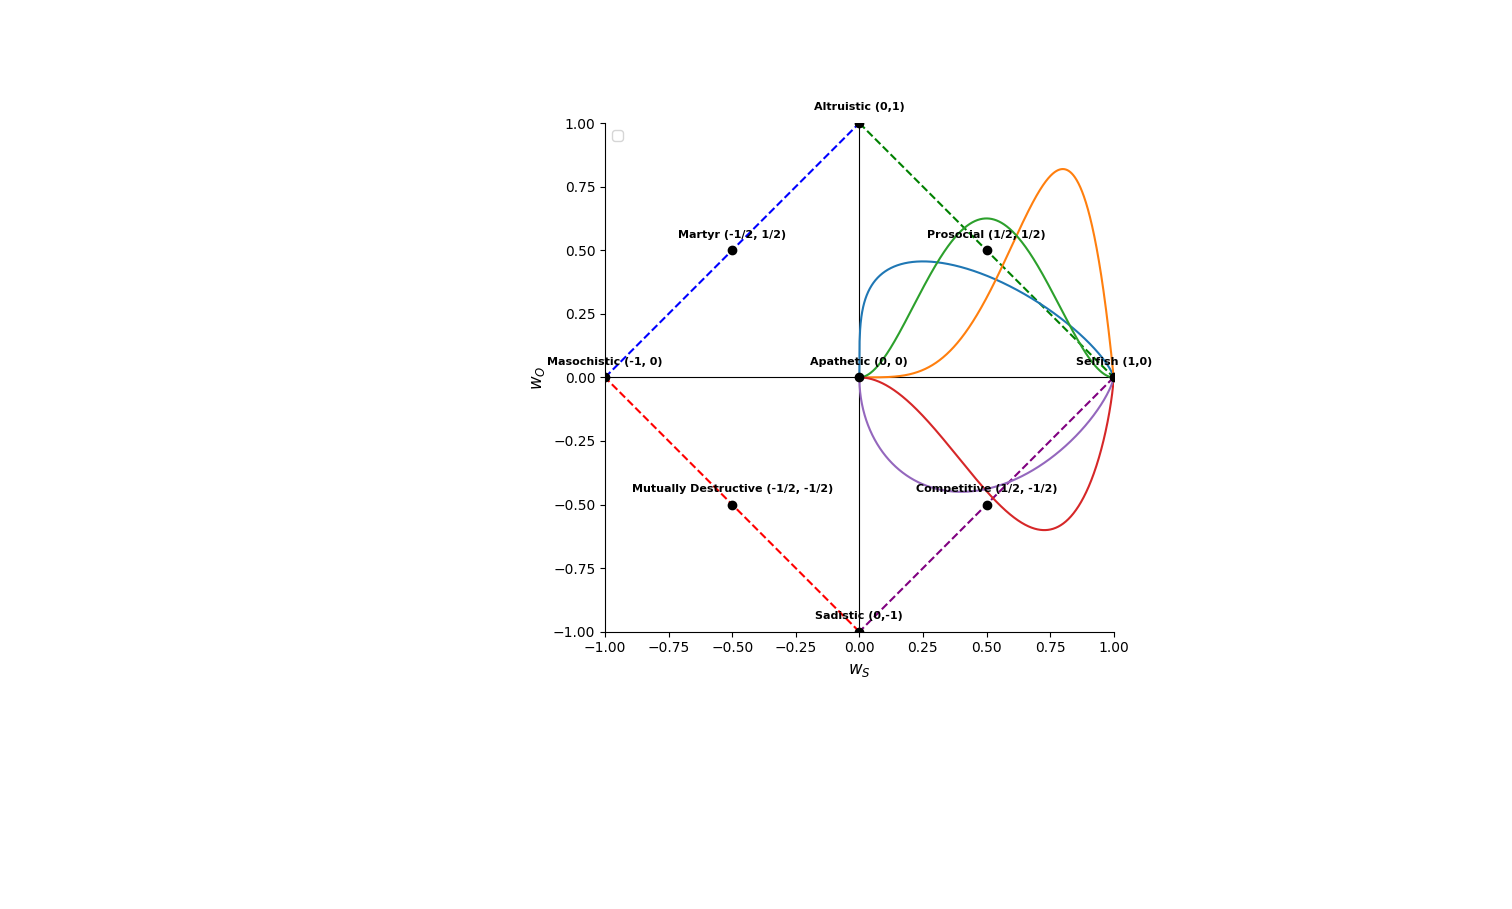 Altruistic (0,1)
1.00
0.75
Martyr (-1/2, 1/2)
Prosocial (1/2, 1/2)
0.50
0.25
Masochistic (-1, 0)
Apathetic (0, 0)
Selfish (1,0)
0.00
w_O
−0.25
Mutually Destructive (-1/2, -1/2)
Competitive (1/2, -1/2)
−0.50
−0.75
Sadistic (0,-1)
−1.00
−1.00 −0.75 −0.50 −0.25 0.00 0.25 0.50 0.75 1.00
w_S